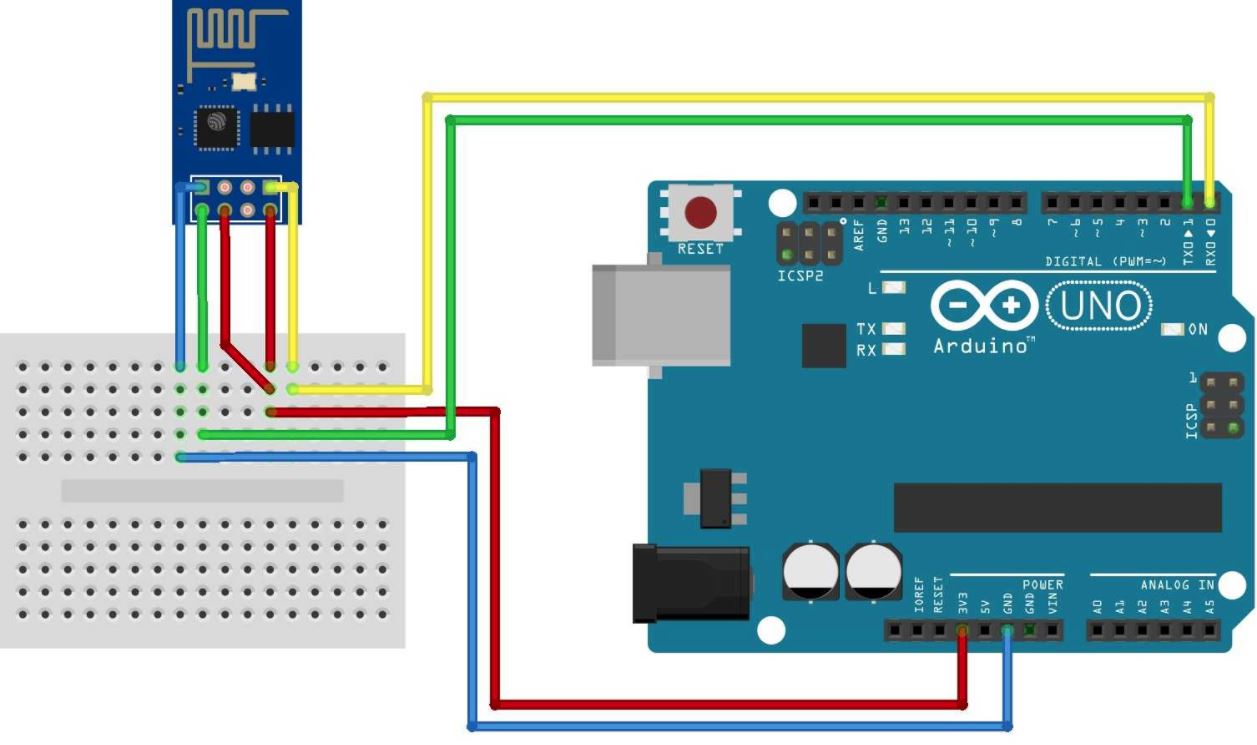 RESET
ICSP2
AREF
GND
13
12
~11
~10
~9
8
7
~6
~5
4
~3
2
TX0 ▶ 1
RX0 ◀ 0
DIGITAL (PWM=~)
L
TX
RX
UNO
Arduino™
ON
1
ICSP
IOREF
RESET
3V3
5V
GND
GND
VIN
POWER
ANALOG IN
A0
A1
A2
A3
A4
A5